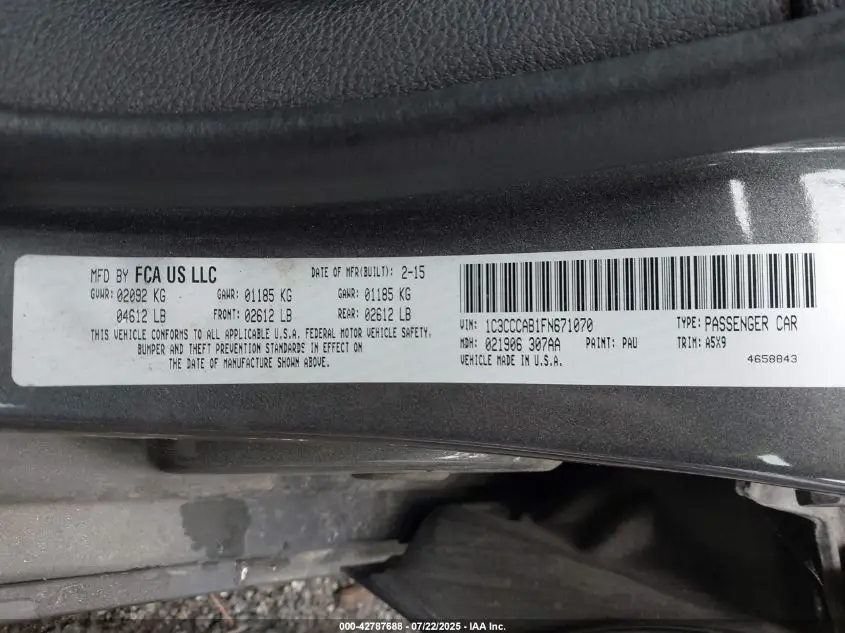 MFD BY FCA US LLC DATE OF MFR(BUILT): 2-15
GVWR: 02092 KG GAWR: 01185 KG GAWR: 01185 KG
04612 LB FRONT: 02612 LB REAR: 02612 LB
THIS VEHICLE CONFORMS TO ALL APPLICABLE U.S.A. FEDERAL MOTOR VEHICLE SAFETY,
BUMPER AND THEFT PREVENTION STANDARDS IN EFFECT ON
THE DATE OF MANUFACTURE SHOWN ABOVE.
VIN: 1C3CCCAB1FN671070 TYPE: PASSENGER CAR
MDH: 021906 307AA PAINT: PAU TRIM: A5X9
VEHICLE MADE IN U.S.A. 4658843
000-42787688 - 07/22/2025 - IAA Inc.